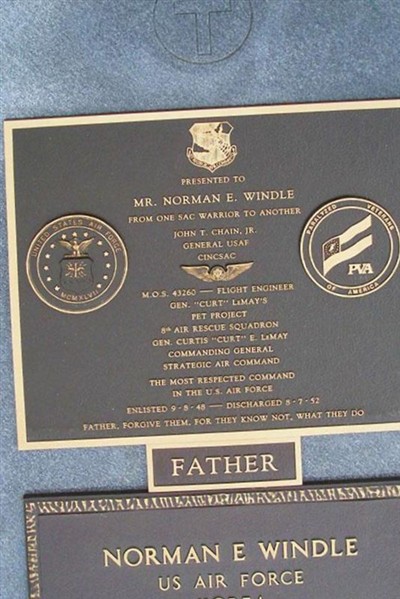 PRESENTED TO
MR. NORMAN E. WINDLE
FROM ONE SAC WARRIOR TO ANOTHER
JOHN T. CHAIN, JR.
GENERAL USAF
CINCSAC
UNITED STATES AIR FORCE
MCMXLVII
PARALYZED VETERANS
PVA
OF AMERICA
M.O.S. 43260 — FLIGHT ENGINEER
GEN. "CURT" LEMAY'S
PET PROJECT
8th AIR RESCUE SQUADRON
GEN. CURTIS "CURT" E. LEMAY
COMMANDING GENERAL
STRATEGIC AIR COMMAND
THE MOST RESPECTED COMMAND
IN THE U.S. AIR FORCE
ENLISTED 9-8-48 — DISCHARGED 8-7-52
FATHER, FORGIVE THEM, FOR THEY KNOW NOT, WHAT THEY DO
FATHER
NORMAN E WINDLE
US AIR FORCE
KOREA